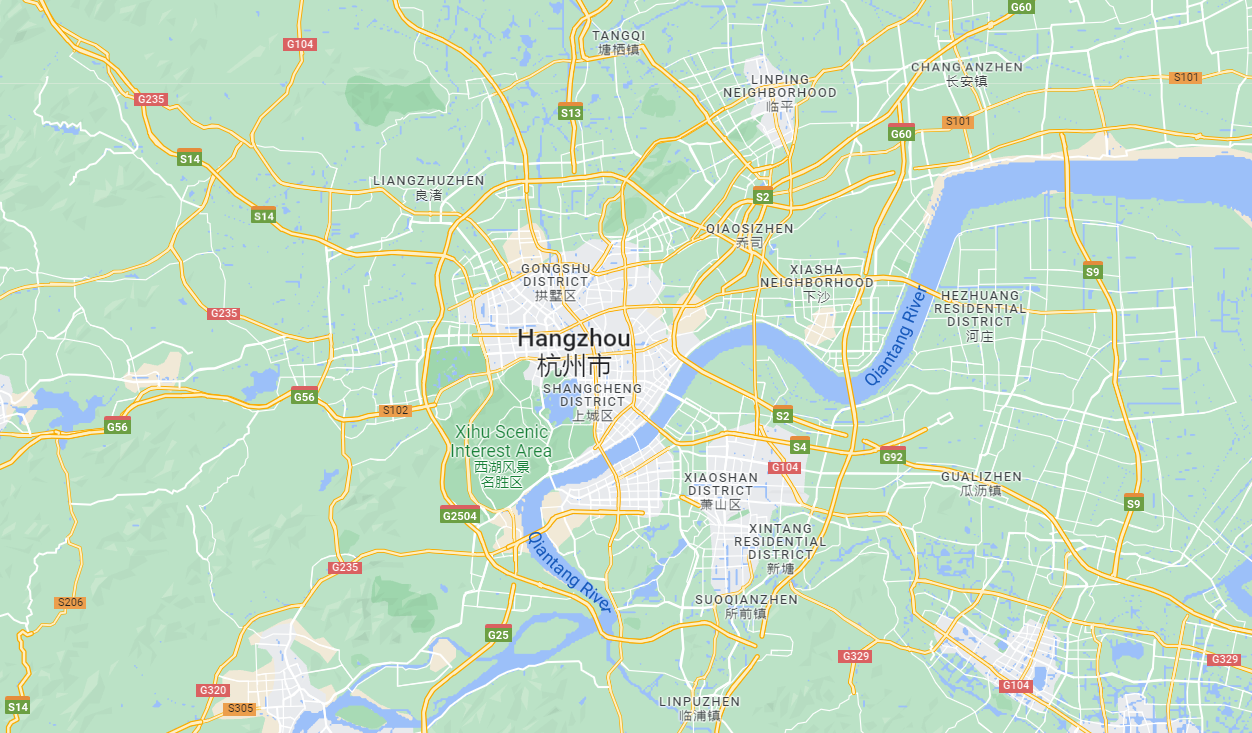 G60
TANGQI
塘栖镇
G104
CHANG'ANZHEN
长安镇
LINPING
NEIGHBORHOOD
临平
S101
G235
S13
S101
G60
S14
LIANGZHUZHEN
良渚
S2
S14
QIAOSIZHEN
乔司
GONGSHU
DISTRICT
拱墅区
XIASHA
NEIGHBORHOOD
下沙
S9
HEZHUANG
RESIDENTIAL
DISTRICT
河庄
G235
Qiantang River
Hangzhou
杭州市
SHANGCHENG
DISTRICT
上城区
G56
S102
S2
G56
Xihu Scenic
Interest Area
西湖风景
名胜区
S4
G92
G104
XIAOSHAN
DISTRICT
萧山区
GUALIZHEN
瓜沥镇
S9
G2504
XINTANG
RESIDENTIAL
DISTRICT
新塘
Qiantang River
G235
S206
SUOQIANZHEN
所前镇
G25
G329
G329
G320
G104
S14
S305
LINPUZHEN
临浦镇